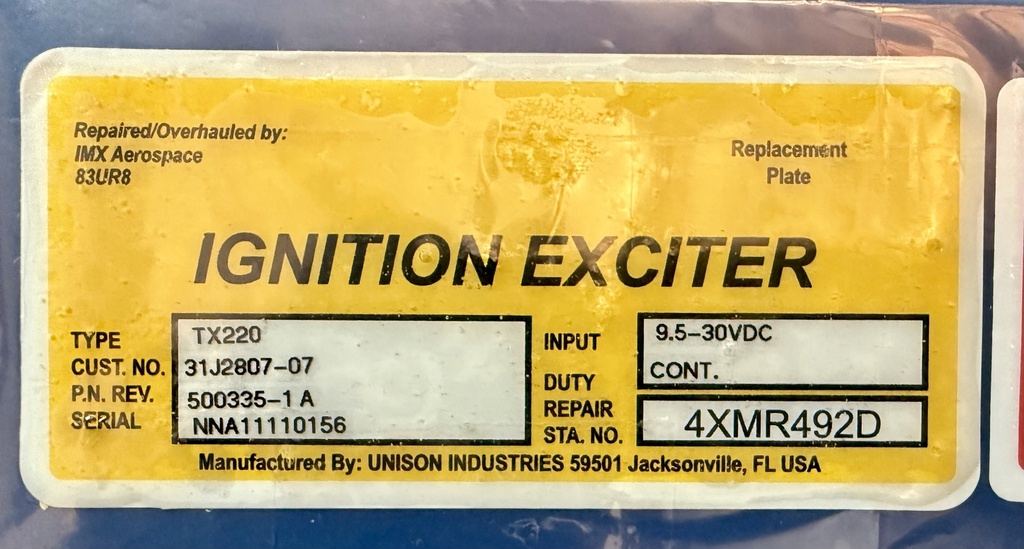 Repaired/Overhauled by:
IMX Aerospace
83UR8
Replacement
Plate
IGNITION EXCITER
TYPE TX220
CUST. NO. 31J2807-07
P.N. REV. 500335-1 A
SERIAL NNA11110156
INPUT 9.5-30VDC
DUTY CONT.
REPAIR
STA. NO. 4XMR492D
Manufactured By: UNISON INDUSTRIES 59501 Jacksonville, FL USA